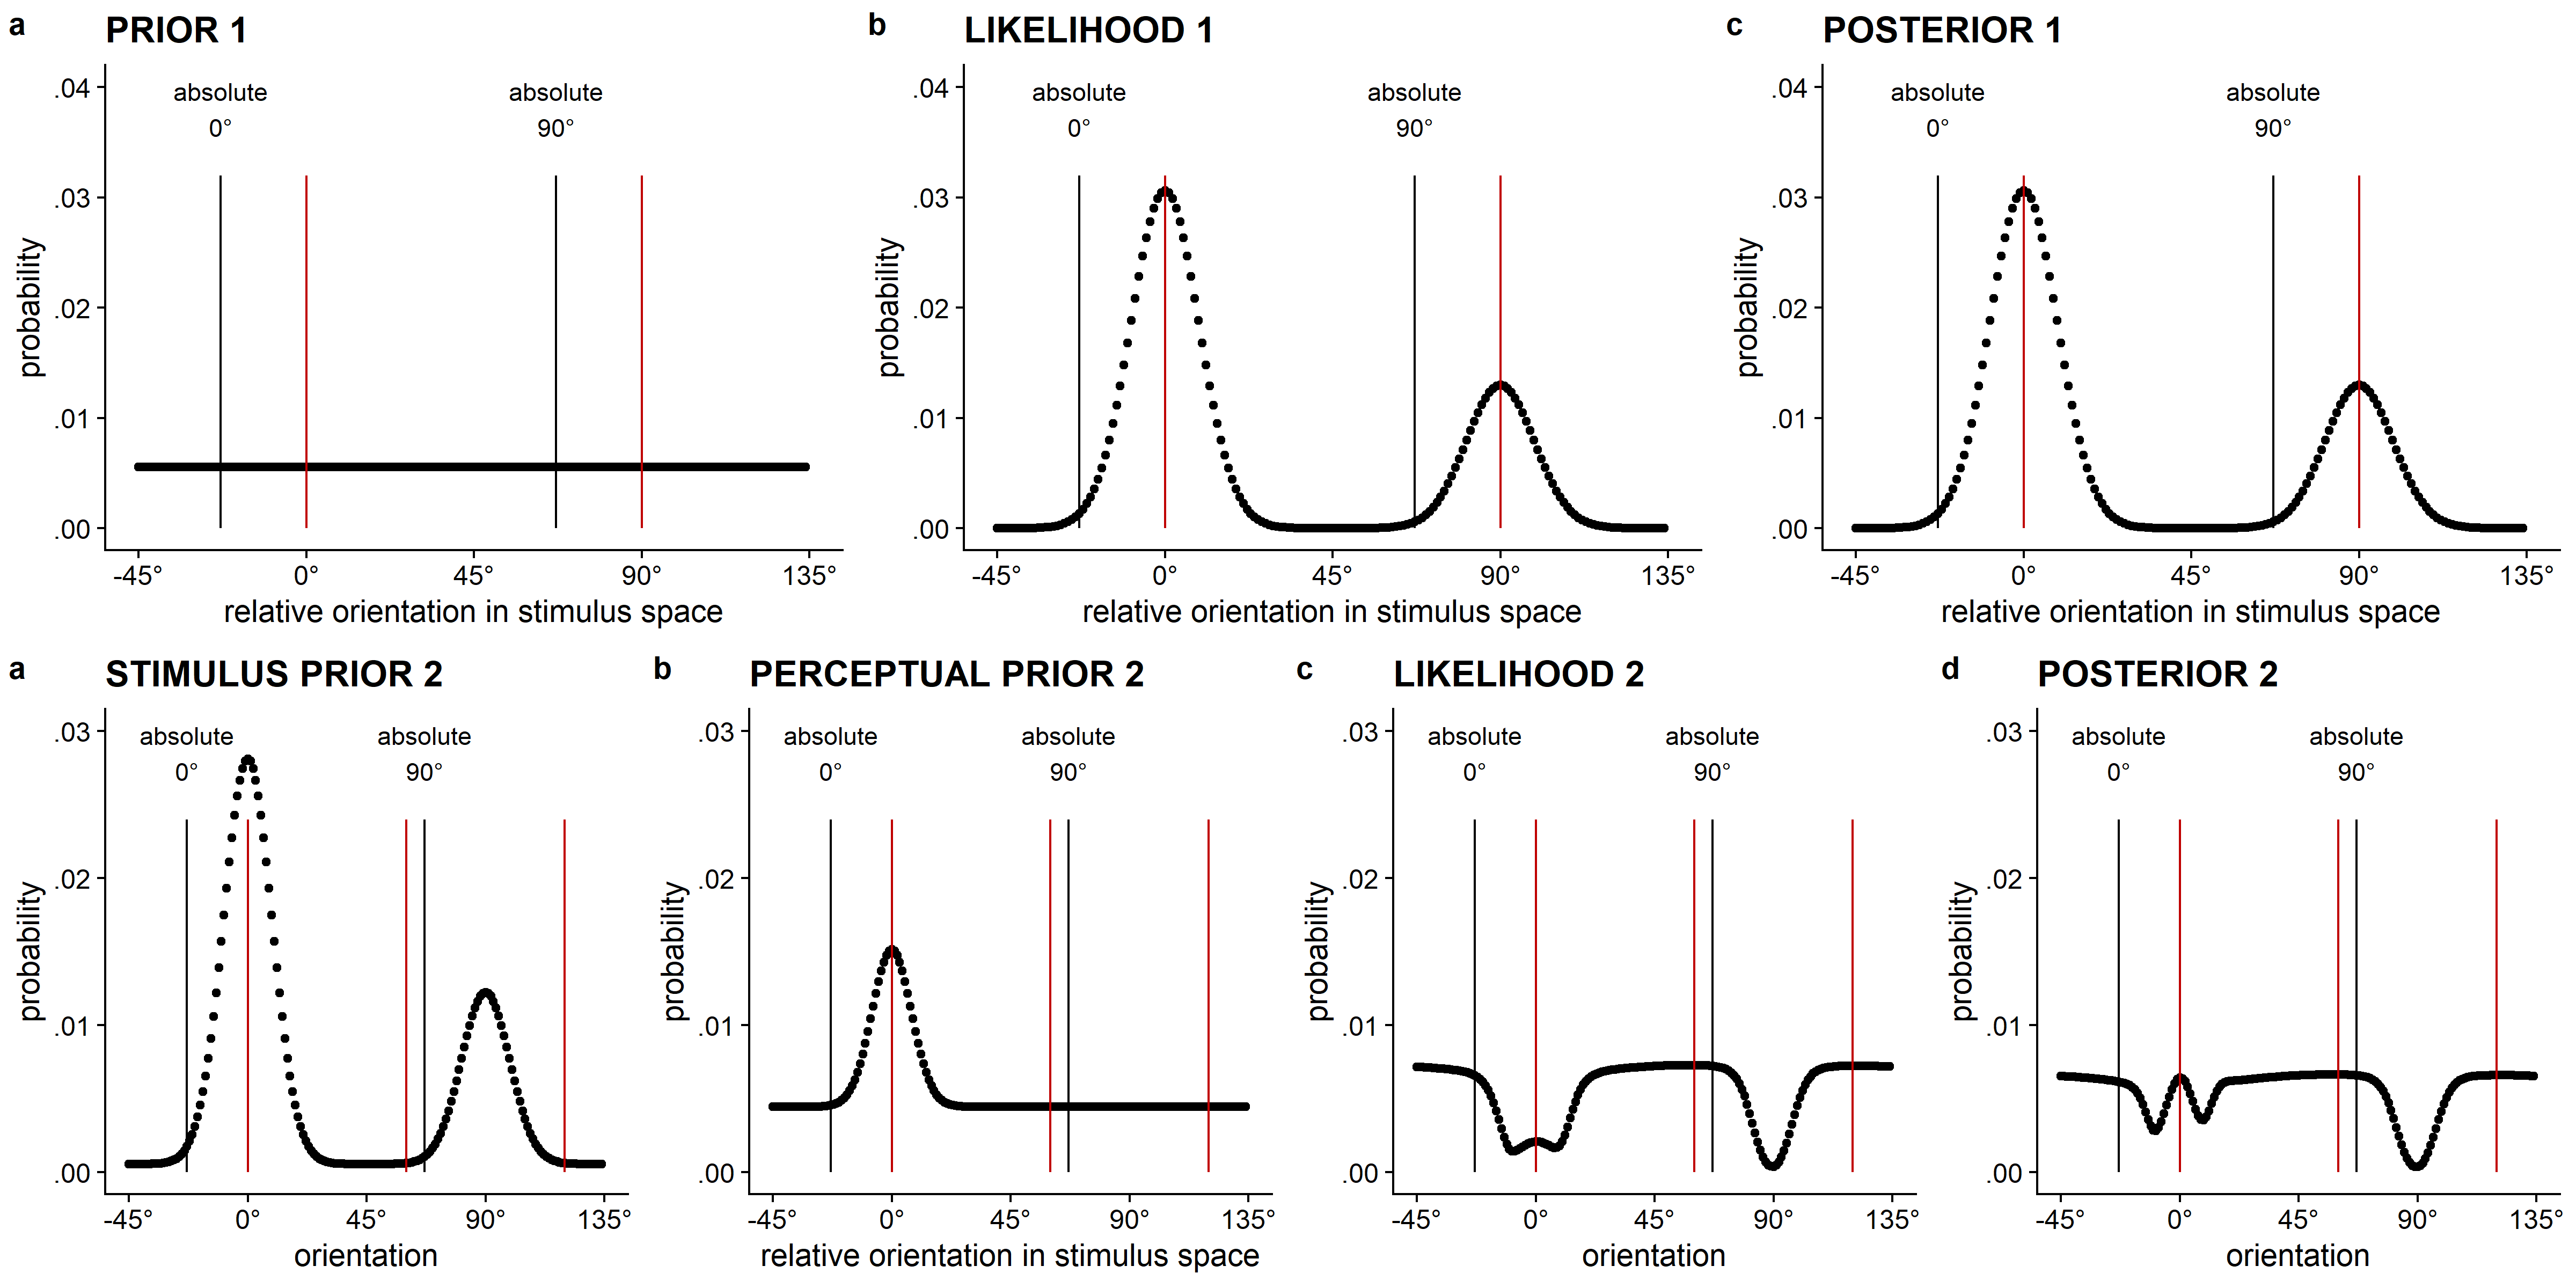 a PRIOR 1
.04
.03
.02
.01
.00
probability
absolute
0°
absolute
90°
-45° 0° 45° 90° 135°
relative orientation in stimulus space
b LIKELIHOOD 1
.04
.03
.02
.01
.00
probability
absolute
0°
absolute
90°
-45° 0° 45° 90° 135°
relative orientation in stimulus space
c POSTERIOR 1
.04
.03
.02
.01
.00
probability
absolute
0°
absolute
90°
-45° 0° 45° 90° 135°
relative orientation in stimulus space
a STIMULUS PRIOR 2
.03
.02
.01
.00
probability
absolute
0°
absolute
90°
-45° 0° 45° 90° 135°
orientation
b PERCEPTUAL PRIOR 2
.03
.02
.01
.00
probability
absolute
0°
absolute
90°
-45° 0° 45° 90° 135°
relative orientation in stimulus space
c LIKELIHOOD 2
.03
.02
.01
.00
probability
absolute
0°
absolute
90°
-45° 0° 45° 90° 135°
orientation
d POSTERIOR 2
.03
.02
.01
.00
probability
absolute
0°
absolute
90°
-45° 0° 45° 90° 135°
orientation